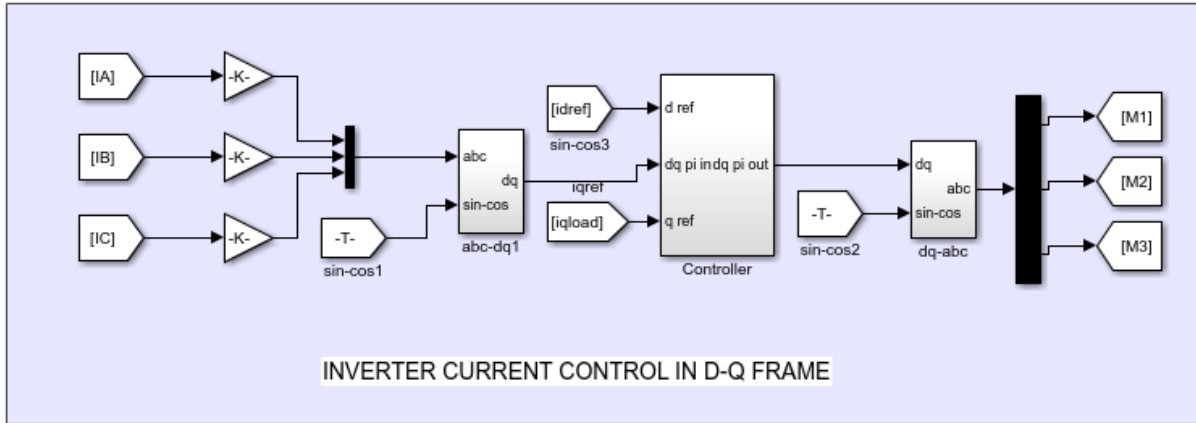 [IA]
-K-
[IB]
-K-
[IC]
-K-
-T-
sin-cos1
abc
dq
sin-cos
abc-dq1
[idref]
sin-cos3
iqref
[iqload]
d ref
dq pi in dq pi out
q ref
Controller
-T-
sin-cos2
dq
abc
sin-cos
dq-abc
[M1]
[M2]
[M3]
INVERTER CURRENT CONTROL IN D-Q FRAME